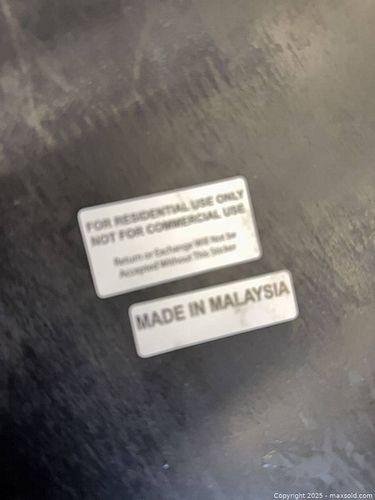 FOR RESIDENTIAL USE ONLY
NOT FOR COMMERCIAL USE
Return or Exchange Will Not be
Accepted Without This Sticker
MADE IN MALAYSIA
Copyright © 2025 - maxsold.com